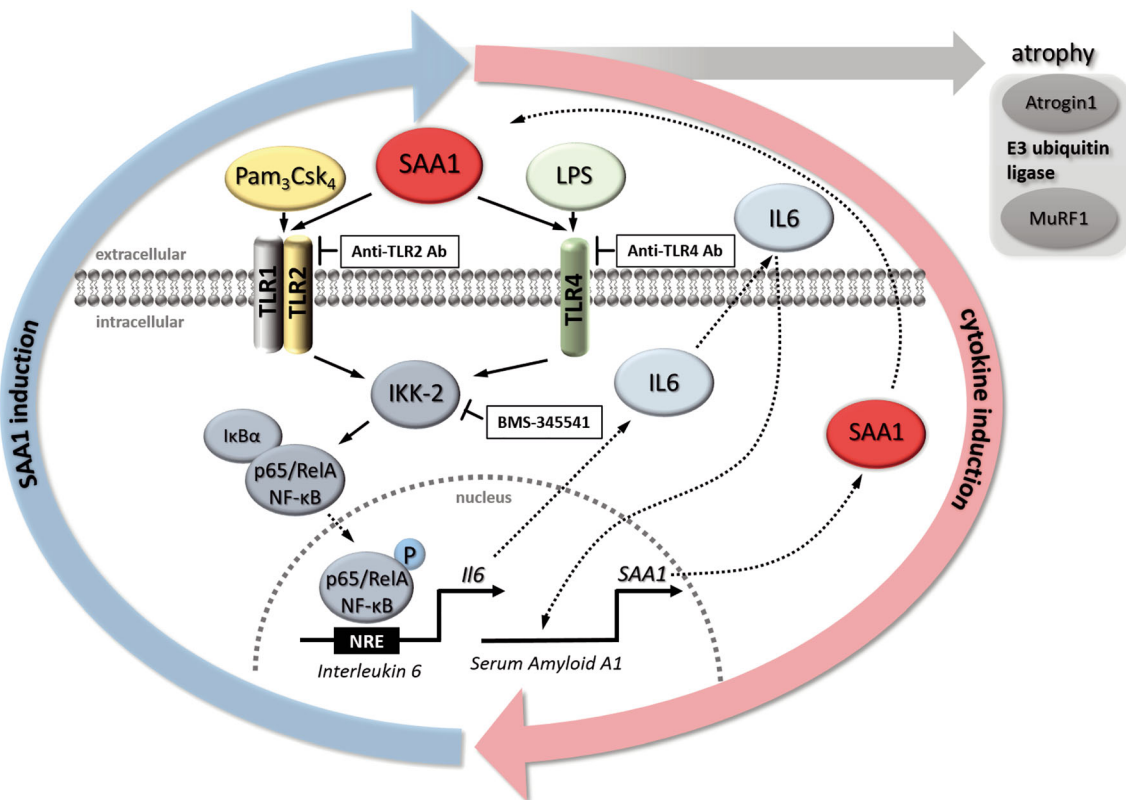 atrophy
Atrogin1
E3 ubiquitin
ligase
MuRF1
Pam₃Csk₄
SAA1
LPS
IL6
Anti-TLR2 Ab
Anti-TLR4 Ab
extracellular
intracellular
TLR1
TLR2
TLR4
SAA1 induction
cytokine induction
IKK-2
IL6
BMS-345541
SAA1
IκBα
p65/RelA
NF-κB
nucleus
P
p65/RelA
NF-κB
Il6
SAA1
NRE
Interleukin 6
Serum Amyloid A1